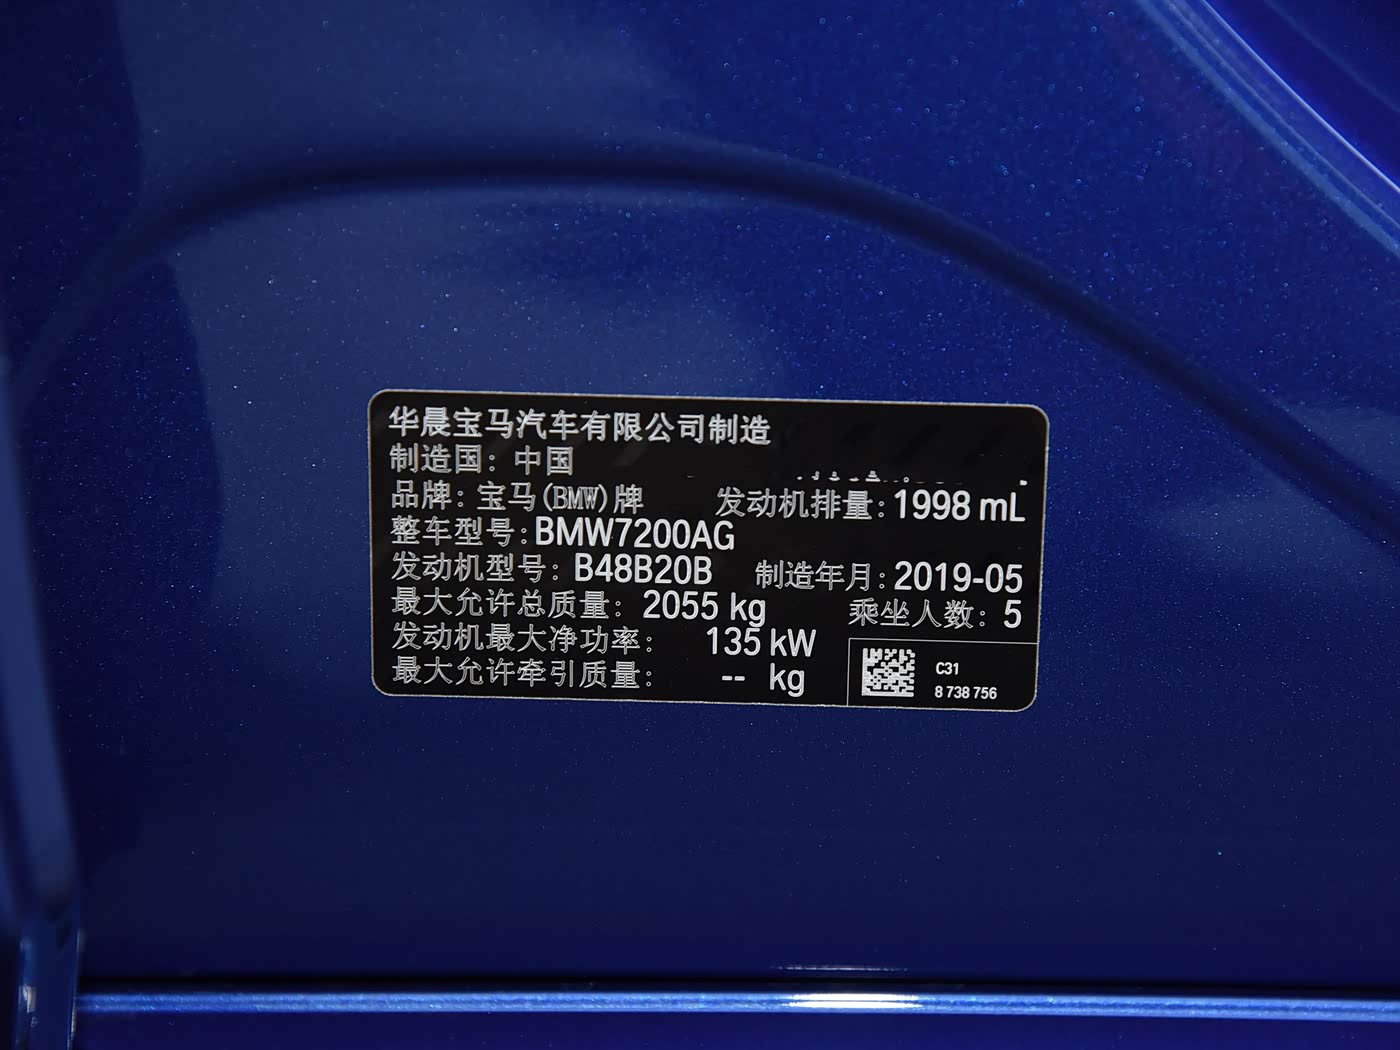 华晨宝马汽车有限公司制造
制造国：中国
品牌：宝马(BMW)牌 发动机排量：1998 mL
整车型号：BMW7200AG
发动机型号：B48B20B 制造年月：2019-05
最大允许总质量：2055 kg 乘坐人数：5
发动机最大净功率：135 kW
最大允许牵引质量：-- kg
C31
8 738 756